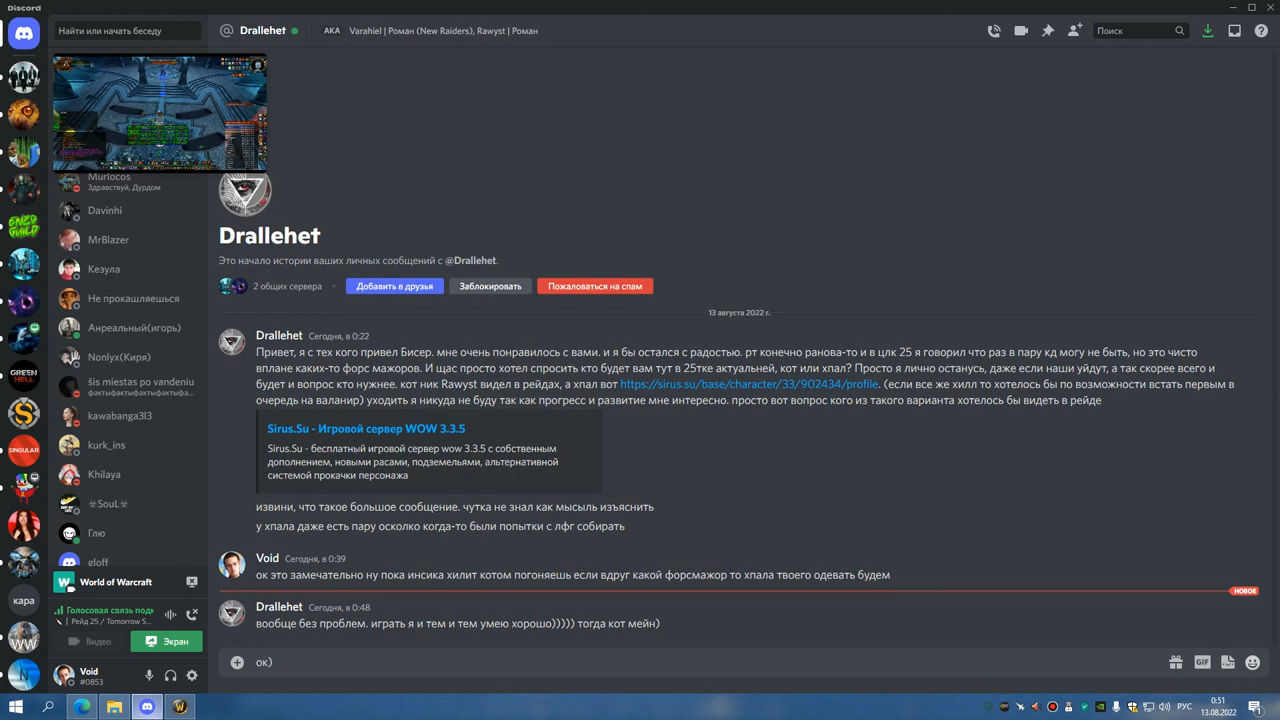 Discord
Найти или начать беседу
Drallehet
AKA
Varahiel | Роман (New Raiders), Rawyst | Роман
Поиск
Murlocos
Здравствуй, Дурдом
Davinhi
MrBlazer
Кезула
Не прокашляешься
Анреальный(игорь)
Nonlyx(Киря)
šis miestas po vandeniu
фактыфактыфактыфакты...
kawabanga3l3
kurk_ins
Khilaya
☣SouL☣
Глю
gloff
World of Warcraft
Голосовая связь подк
Рейд 25 / Tomorrow S...
Видео
Экран
Void
#0853
ENZO
GUILD
GREEN
HELL
SINGULAR
кара
WW
N
Drallehet
Это начало истории ваших личных сообщений с @Drallehet.
2 общих сервера
Добавить в друзья
Заблокировать
Пожаловаться на спам
13 августа 2022 г.
Drallehet Сегодня, в 0:22
Привет, я с тех кого привел Бисер. мне очень понравилось с вами. и я бы остался с радостью. рт конечно ранова-то и в цлк 25 я говорил что раз в пару кд могу не быть, но это чисто
вплане каких-то форс мажоров. И щас просто хотел спросить кто будет вам тут в 25тке актуальней, кот или хпал? Просто я лично останусь, даже если наши уйдут, а так скорее всего и
будет и вопрос кто нужнее. кот ник Rawyst видел в рейдах, а хпал вот https://sirus.su/base/character/33/902434/profile. (если все же хилл то хотелось бы по возможности встать первым в
очередь на валанир) уходить я никуда не буду так как прогресс и развитие мне интересно. просто вот вопрос кого из такого варианта хотелось бы видеть в рейде
Sirus.Su - Игровой сервер WOW 3.3.5
Sirus.Su - бесплатный игровой сервер wow 3.3.5 с собственным
дополнением, новыми расами, подземельями, альтернативной
системой прокачки персонажа
извини, что такое большое сообщение. чутка не знал как мысыль изъяснить
у хпала даже есть пару осколко когда-то были попытки с лфг собирать
Void Сегодня, в 0:39
ок это замечательно ну пока инсика хилит котом погоняешь если вдруг какой форсмажор то хпала твоего одевать будем
НОВОЕ
Drallehet Сегодня, в 0:48
вообще без проблем. играть я и тем и тем умею хорошо))))) тогда кот мейн)
ок)
GIF
РУС
0:51
13.08.2022